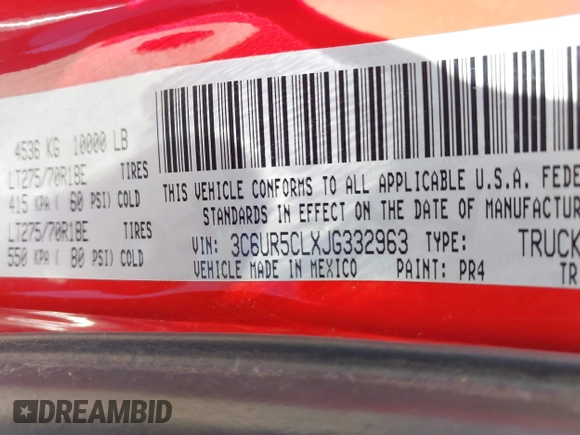 4536 KG 10000 LB
LT275/70R18E TIRES
415 KPA ( 60 PSI) COLD
LT275/70R18E TIRES
550 KPA ( 80 PSI) COLD
THIS VEHICLE CONFORMS TO ALL APPLICABLE U.S.A. FEDE
STANDARDS IN EFFECT ON THE DATE OF MANUFACTUR
VIN: 3C6UR5CLXJG332963 TYPE: TRUCK
VEHICLE MADE IN MEXICO PAINT: PR4 TR
DREAMBID